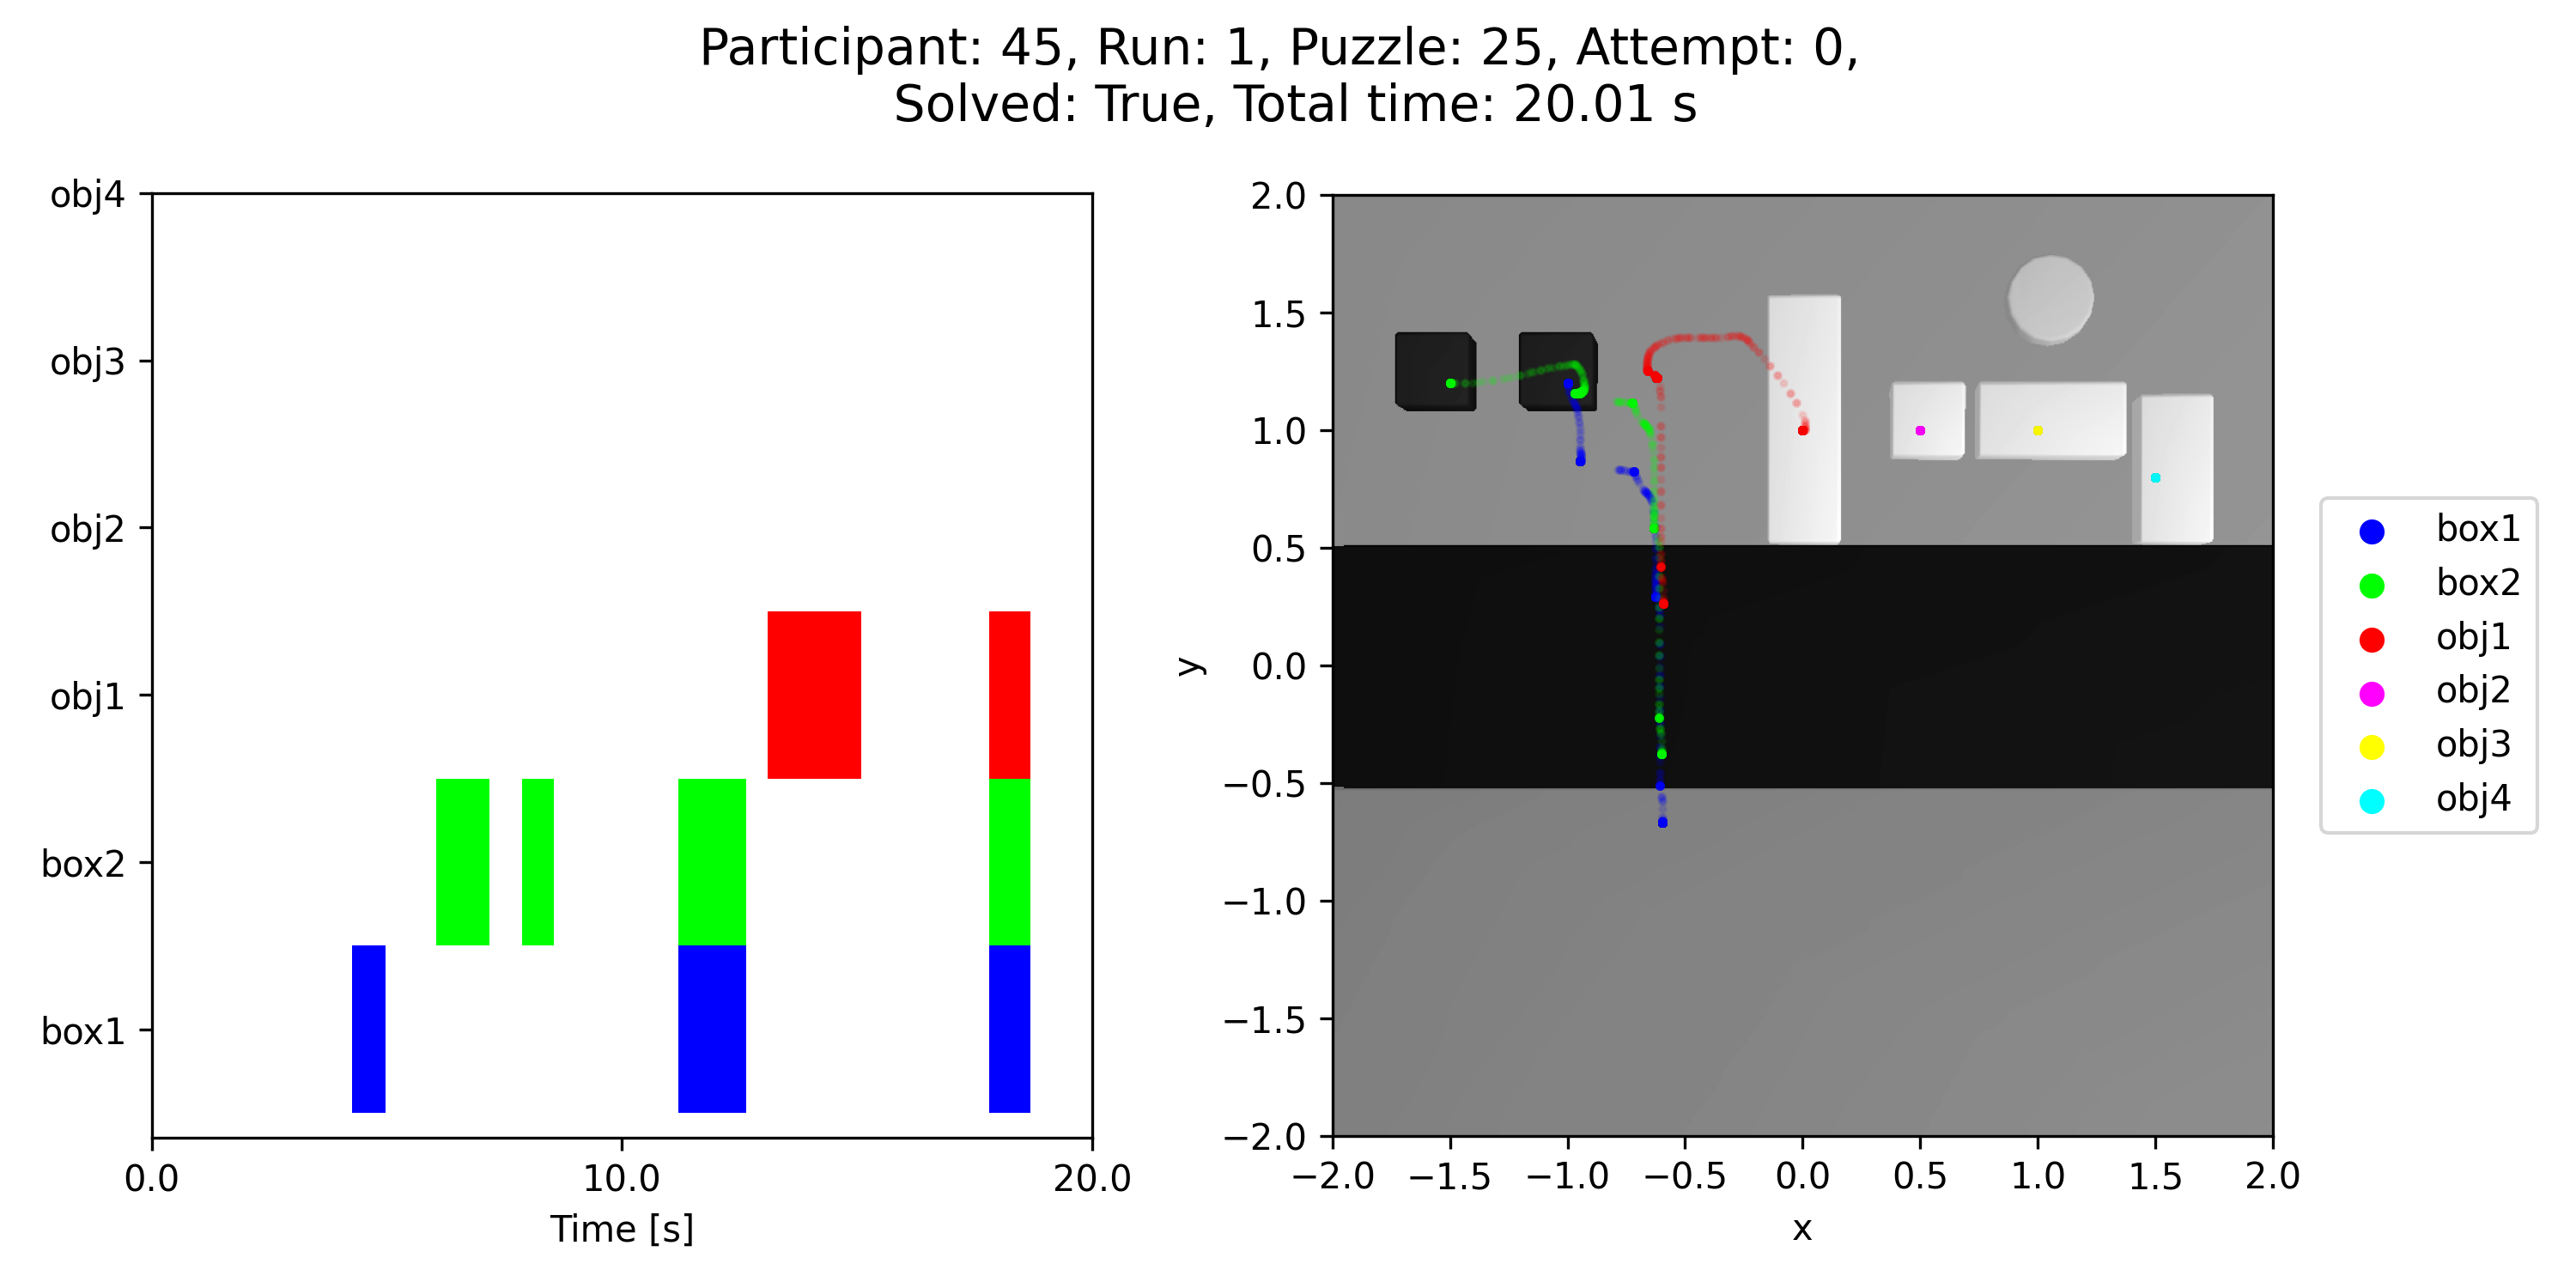 Participant: 45, Run: 1, Puzzle: 25, Attempt: 0,
Solved: True, Total time: 20.01 s
obj4
obj3
obj2
obj1
box2
box1
0.0
10.0
20.0
Time [s]
2.0
1.5
1.0
0.5
0.0
−0.5
−1.0
−1.5
−2.0
y
−2.0
−1.5
−1.0
−0.5
0.0
0.5
1.0
1.5
2.0
x
box1
box2
obj1
obj2
obj3
obj4